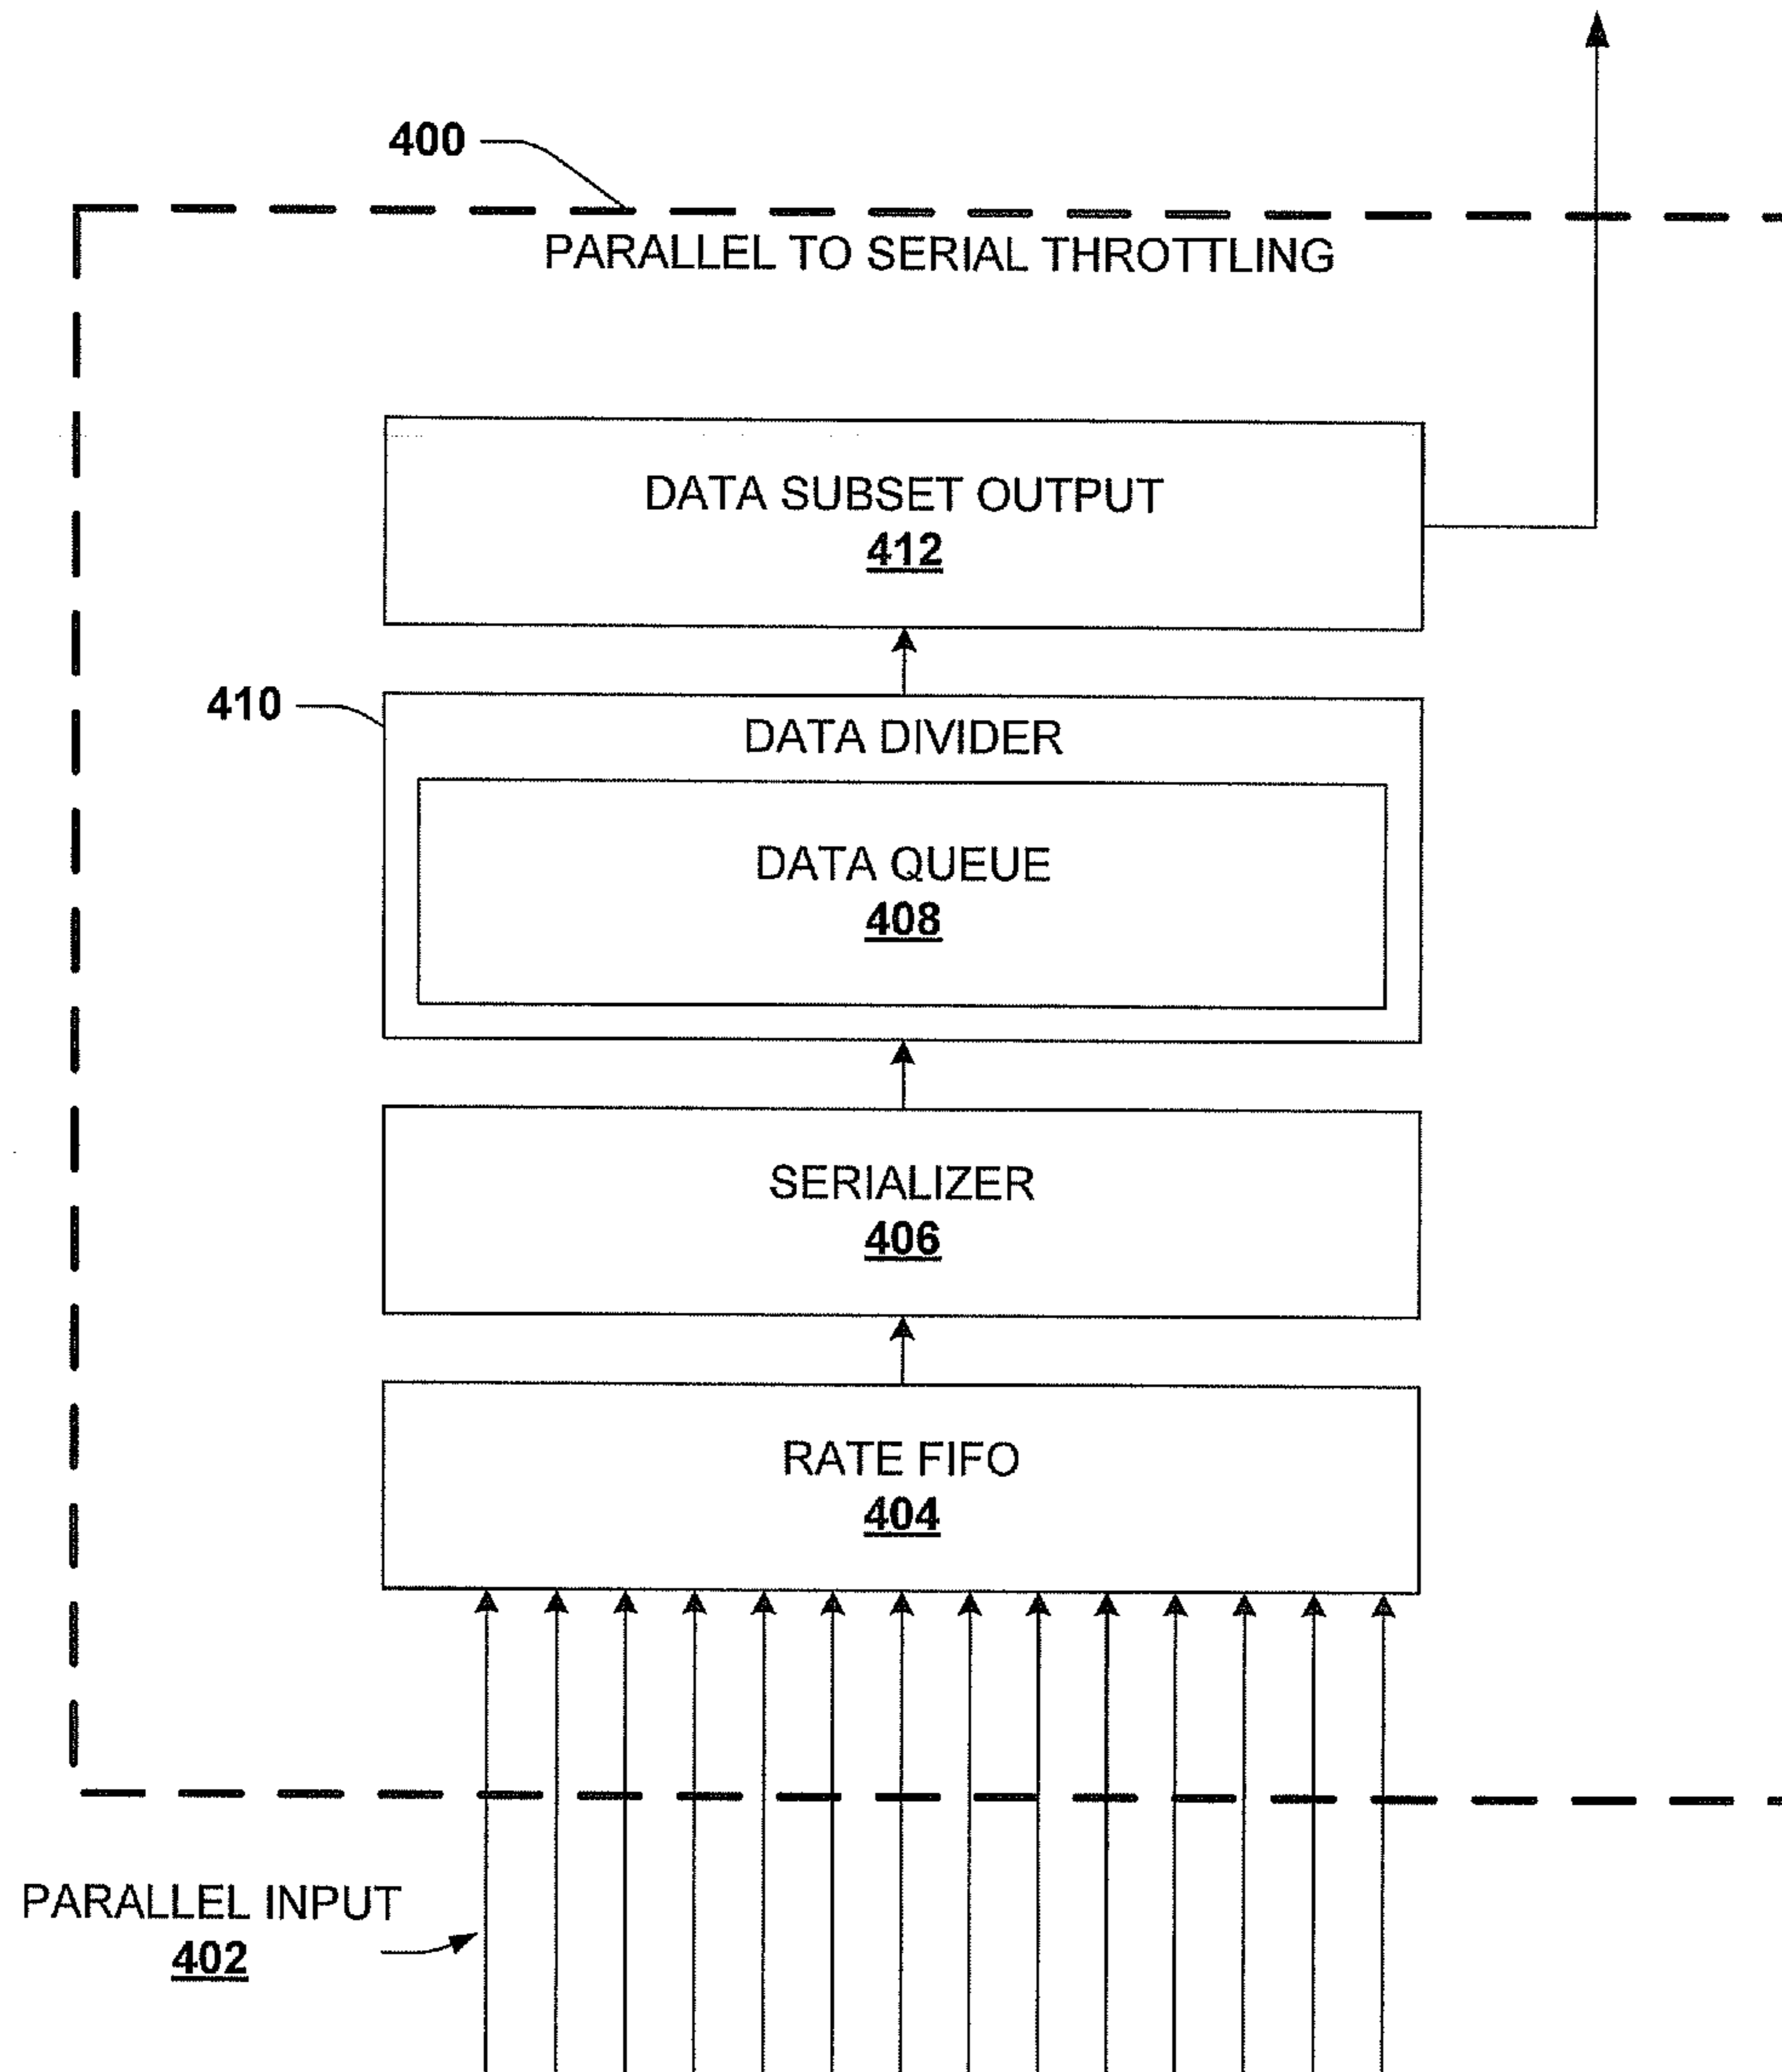 400
PARALLEL TO SERIAL THROTTLING
DATA SUBSET OUTPUT
412
410
DATA DIVIDER
DATA QUEUE
408
SERIALIZER
406
RATE FIFO
404
PARALLEL INPUT
402